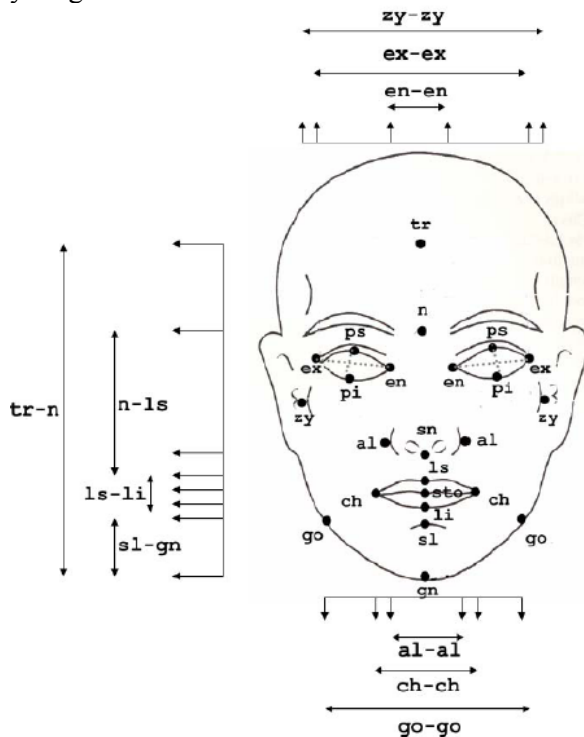 zy-zy
ex-ex
en-en
tr
n
ps ps
ex en en ex
pi pi
zy zy
tr-n
n-ls
sn
al al
ls
ls-li
ch sto ch
li
sl-gn
go sl go
gn
al-al
ch-ch
go-go